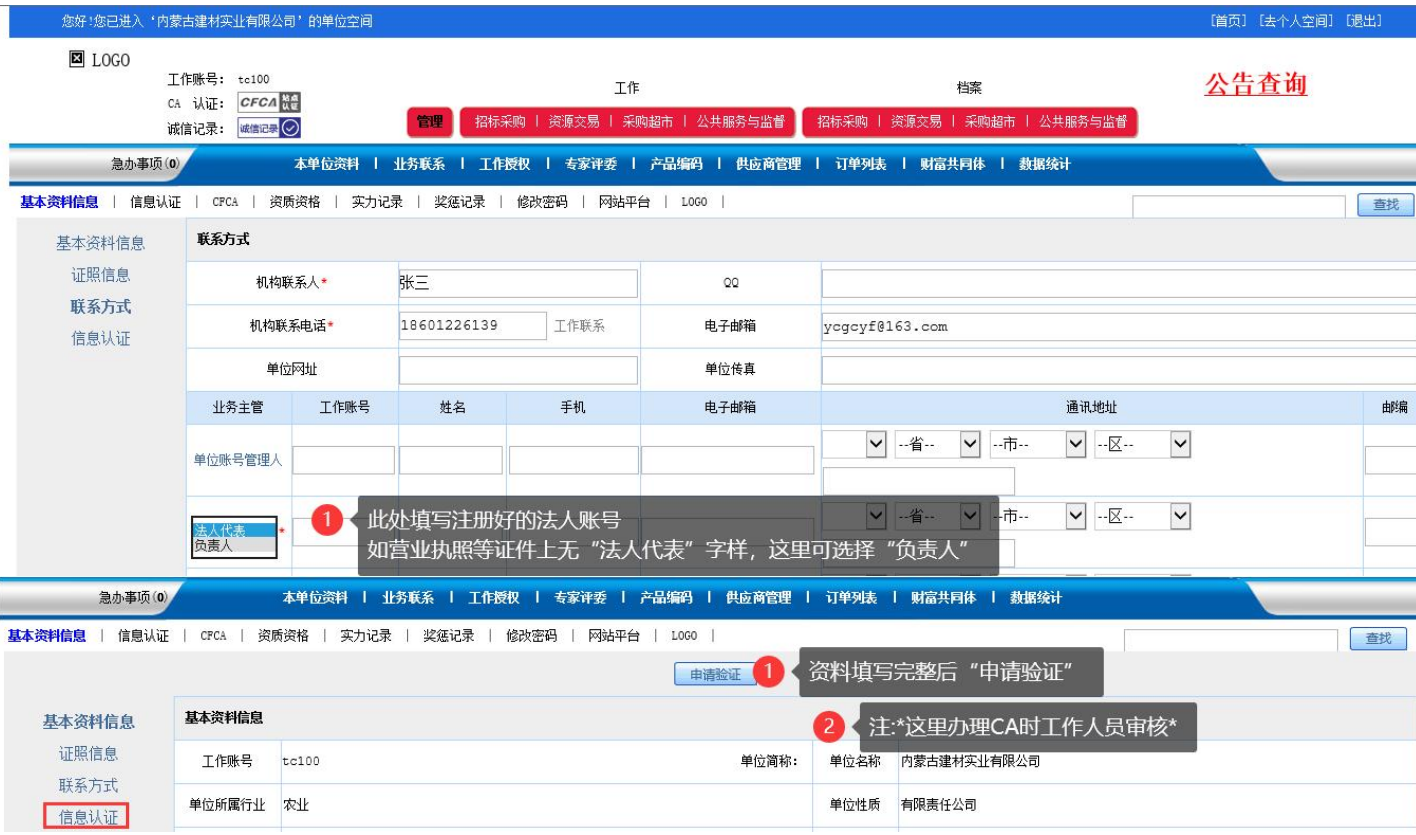 您好!您已进入‘内蒙古建材实业有限公司’的单位空间 [首页] [去个人空间] [退出]
LOGO
工作账号: tc100
工作 档案 公告查询
CA 认证: CFCA 站点认证
管理 招标采购 | 资源交易 | 采购超市 | 公共服务与监督 招标采购 | 资源交易 | 采购超市 | 公共服务与监督
诚信记录: 诚信记录
急办事项(0) 本单位资料 | 业务联系 | 工作授权 | 专家评委 | 产品编码 | 供应商管理 | 订单列表 | 财富共同体 | 数据统计
基本资料信息 | 信息认证 | CFCA | 资质资格 | 实力记录 | 奖惩记录 | 修改密码 | 网站平台 | LOGO | 查找
基本资料信息 联系方式
证照信息 机构联系人* 张三 QQ
联系方式
信息认证 机构联系电话* 18601226139 工作联系 电子邮箱 ycgcyf@163.com
单位网址 单位传真
业务主管 工作账号 姓名 手机 电子邮箱 通讯地址 邮编
单位账号管理人 --省-- --市-- --区--
法人代表 * 1 此处填写注册好的法人账号 --省-- --市-- --区--
负责人 如营业执照等证件上无“法人代表”字样，这里可选择“负责人”
急办事项(0) 本单位资料 | 业务联系 | 工作授权 | 专家评委 | 产品编码 | 供应商管理 | 订单列表 | 财富共同体 | 数据统计
基本资料信息 | 信息认证 | CFCA | 资质资格 | 实力记录 | 奖惩记录 | 修改密码 | 网站平台 | LOGO | 查找
申请验证 1 资料填写完整后“申请验证”
基本资料信息 基本资料信息 2 注:*这里办理CA时工作人员审核*
证照信息 工作账号 tc100 单位简称: 单位名称 内蒙古建材实业有限公司
联系方式
信息认证 单位所属行业 农业 单位性质 有限责任公司